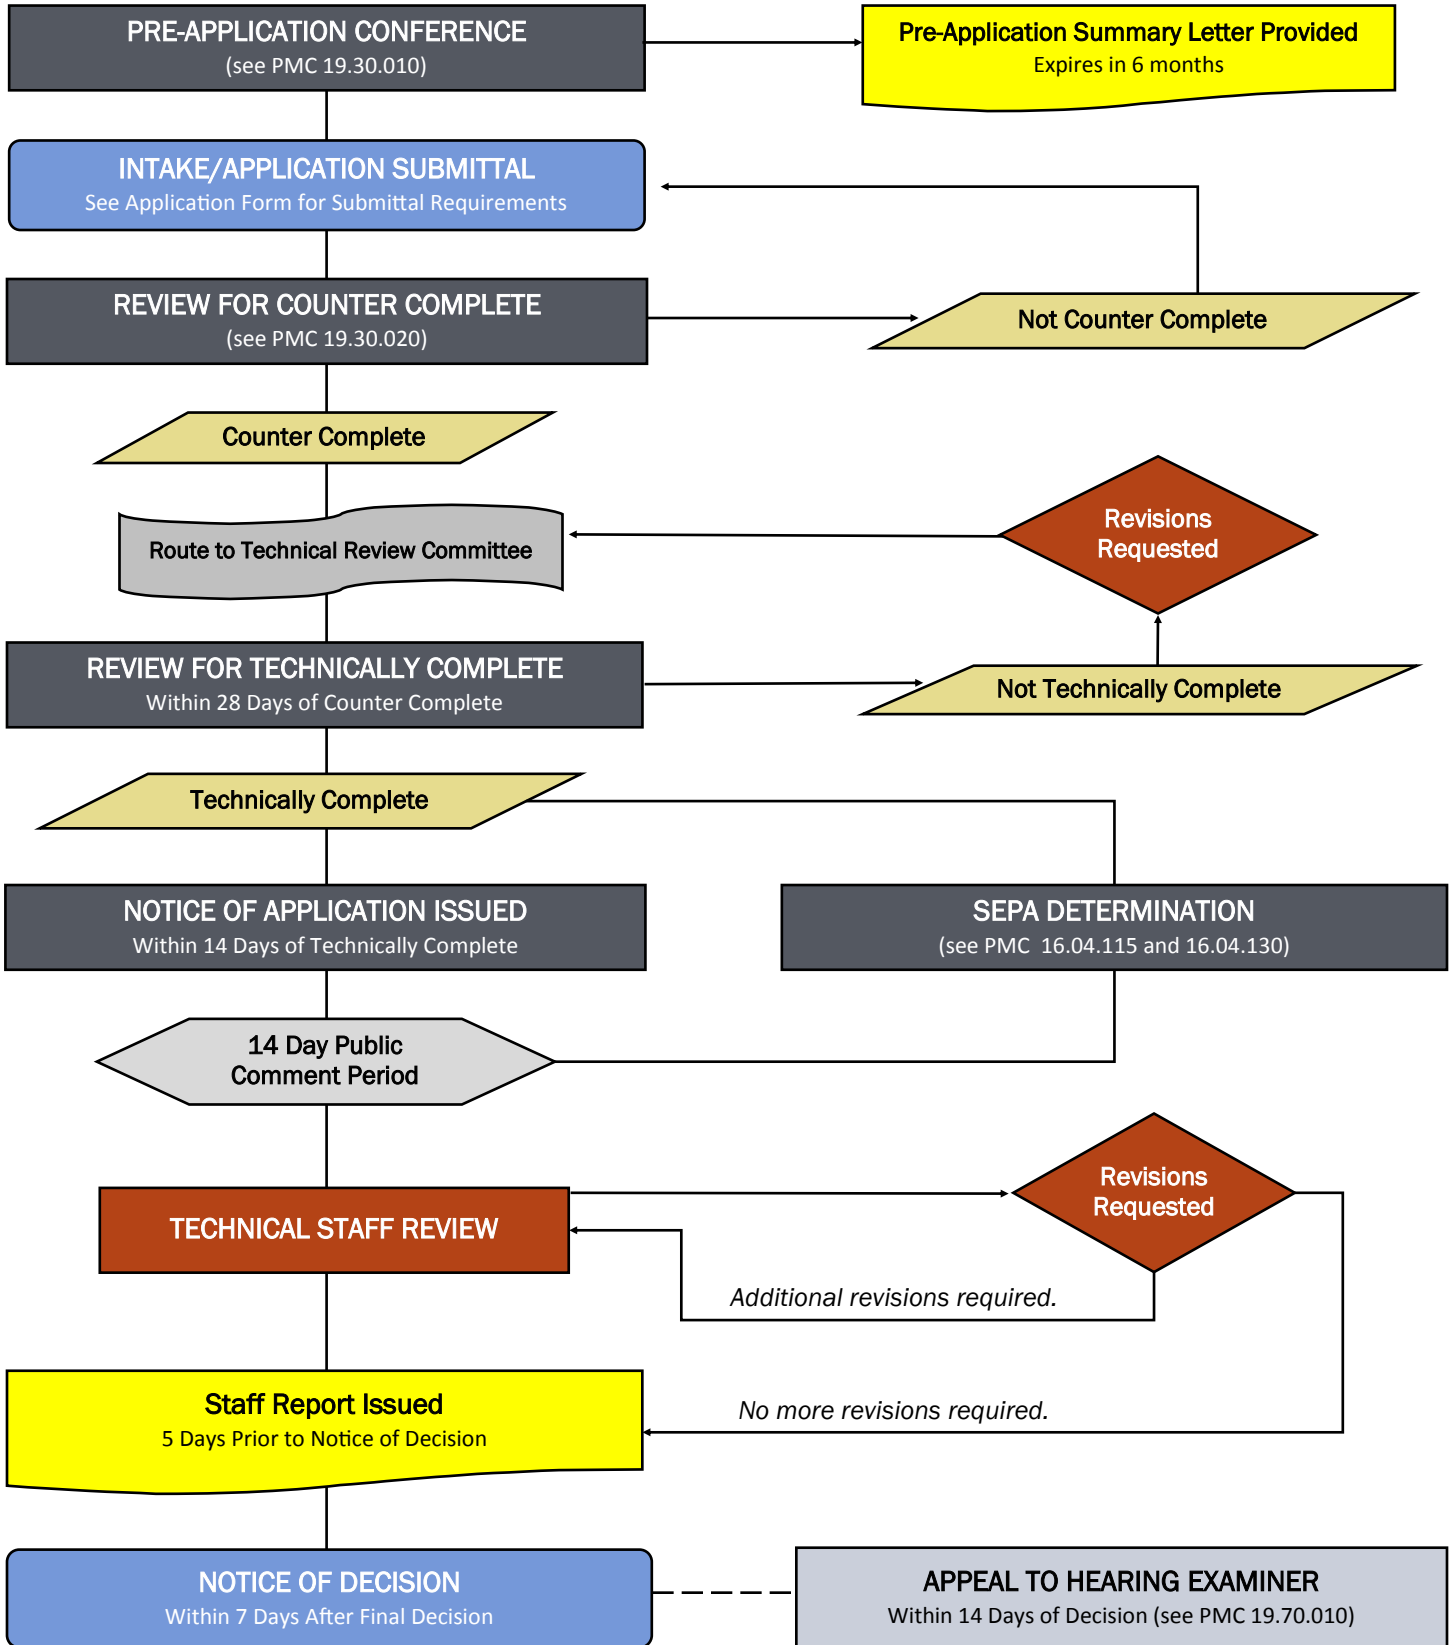 PRE-APPLICATION CONFERENCE
(see PMC 19.30.010)
Pre-Application Summary Letter Provided
Expires in 6 months
INTAKE/APPLICATION SUBMITTAL
See Application Form for Submittal Requirements
REVIEW FOR COUNTER COMPLETE
(see PMC 19.30.020)
Not Counter Complete
Counter Complete
Route to Technical Review Committee
Revisions
Requested
REVIEW FOR TECHNICALLY COMPLETE
Within 28 Days of Counter Complete
Not Technically Complete
Technically Complete
NOTICE OF APPLICATION ISSUED
Within 14 Days of Technically Complete
SEPA DETERMINATION
(see PMC  16.04.115 and 16.04.130)
14 Day Public
Comment Period
TECHNICAL STAFF REVIEW
Revisions
Requested
Additional revisions required.
Staff Report Issued
5 Days Prior to Notice of Decision
No more revisions required.
NOTICE OF DECISION
Within 7 Days After Final Decision
APPEAL TO HEARING EXAMINER
Within 14 Days of Decision (see PMC 19.70.010)